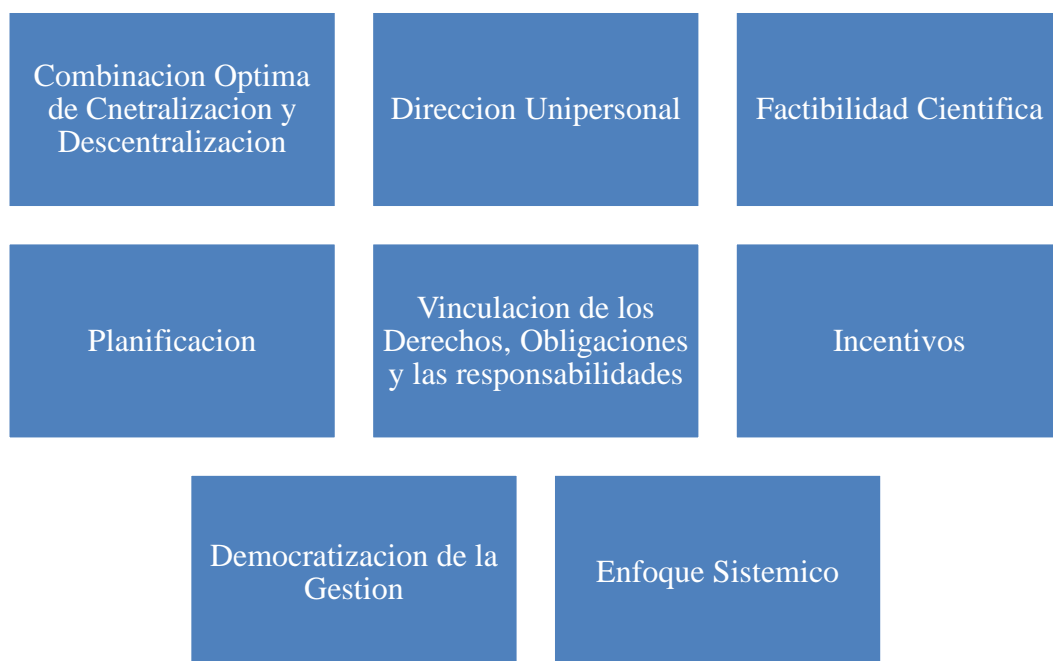 Combinacion Optima
de Cnetralizacion y
Descentralizacion
Direccion Unipersonal
Factibilidad Cientifica
Planificacion
Vinculacion de los
Derechos, Obligaciones
y las responsabilidades
Incentivos
Democratizacion de la
Gestion
Enfoque Sistemico